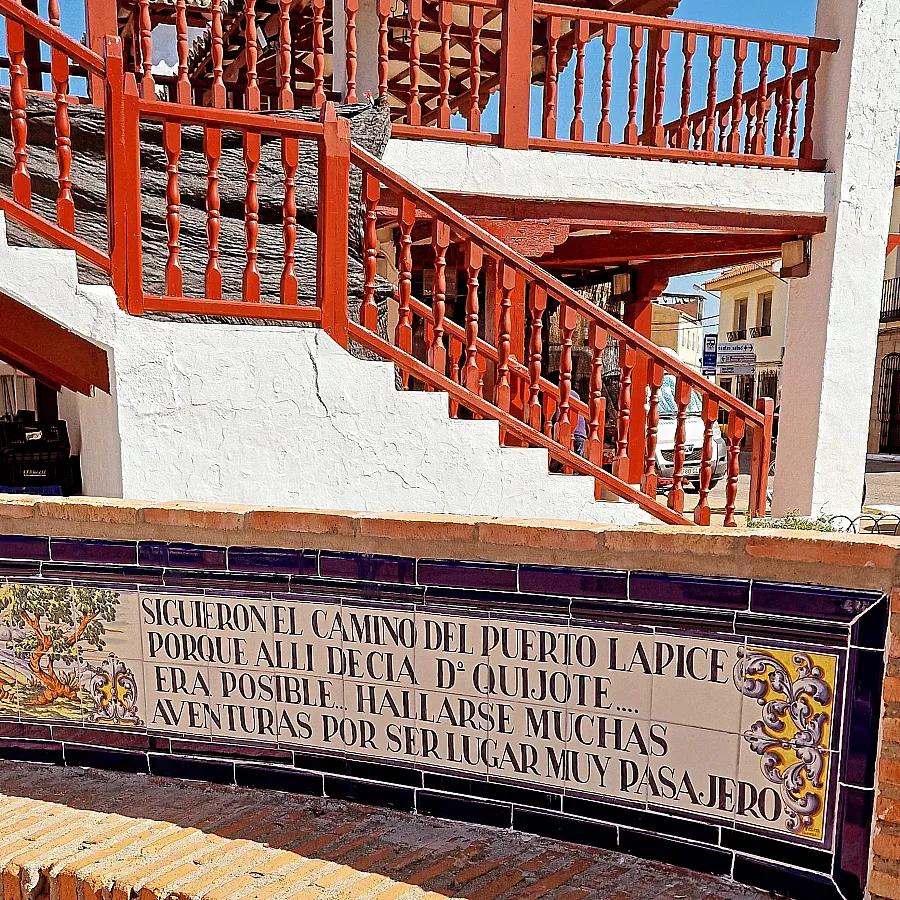 SIGUIERON EL CAMINO DEL PUERTO LAPICE
PORQUE ALLI DECIA Dº QUIJOTE....
ERA POSIBLE... HALLARSE MUCHAS
AVENTURAS POR SER LUGAR MUY PASAJERO